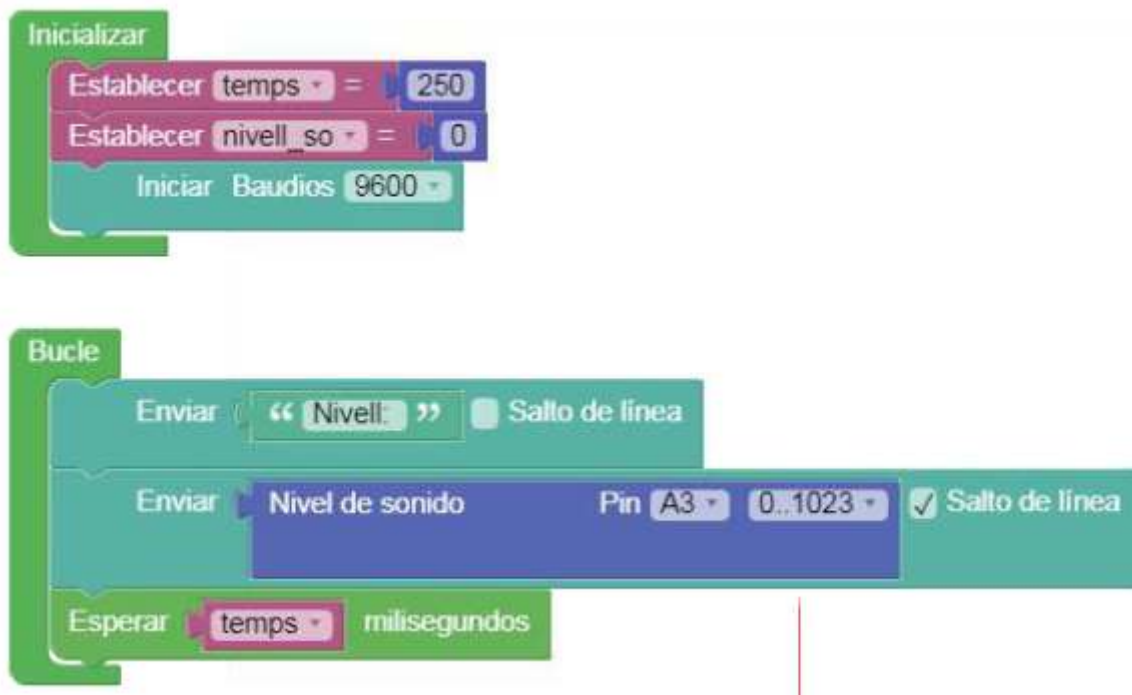 Inicializar
Establecer temps = 250
Establecer nivell_so = 0
Iniciar Baudios 9600
Bucle
Enviar “ Nivell: ” Salto de línea
Enviar Nivel de sonido Pin A3 0..1023 Salto de línea
Esperar temps milisegundos